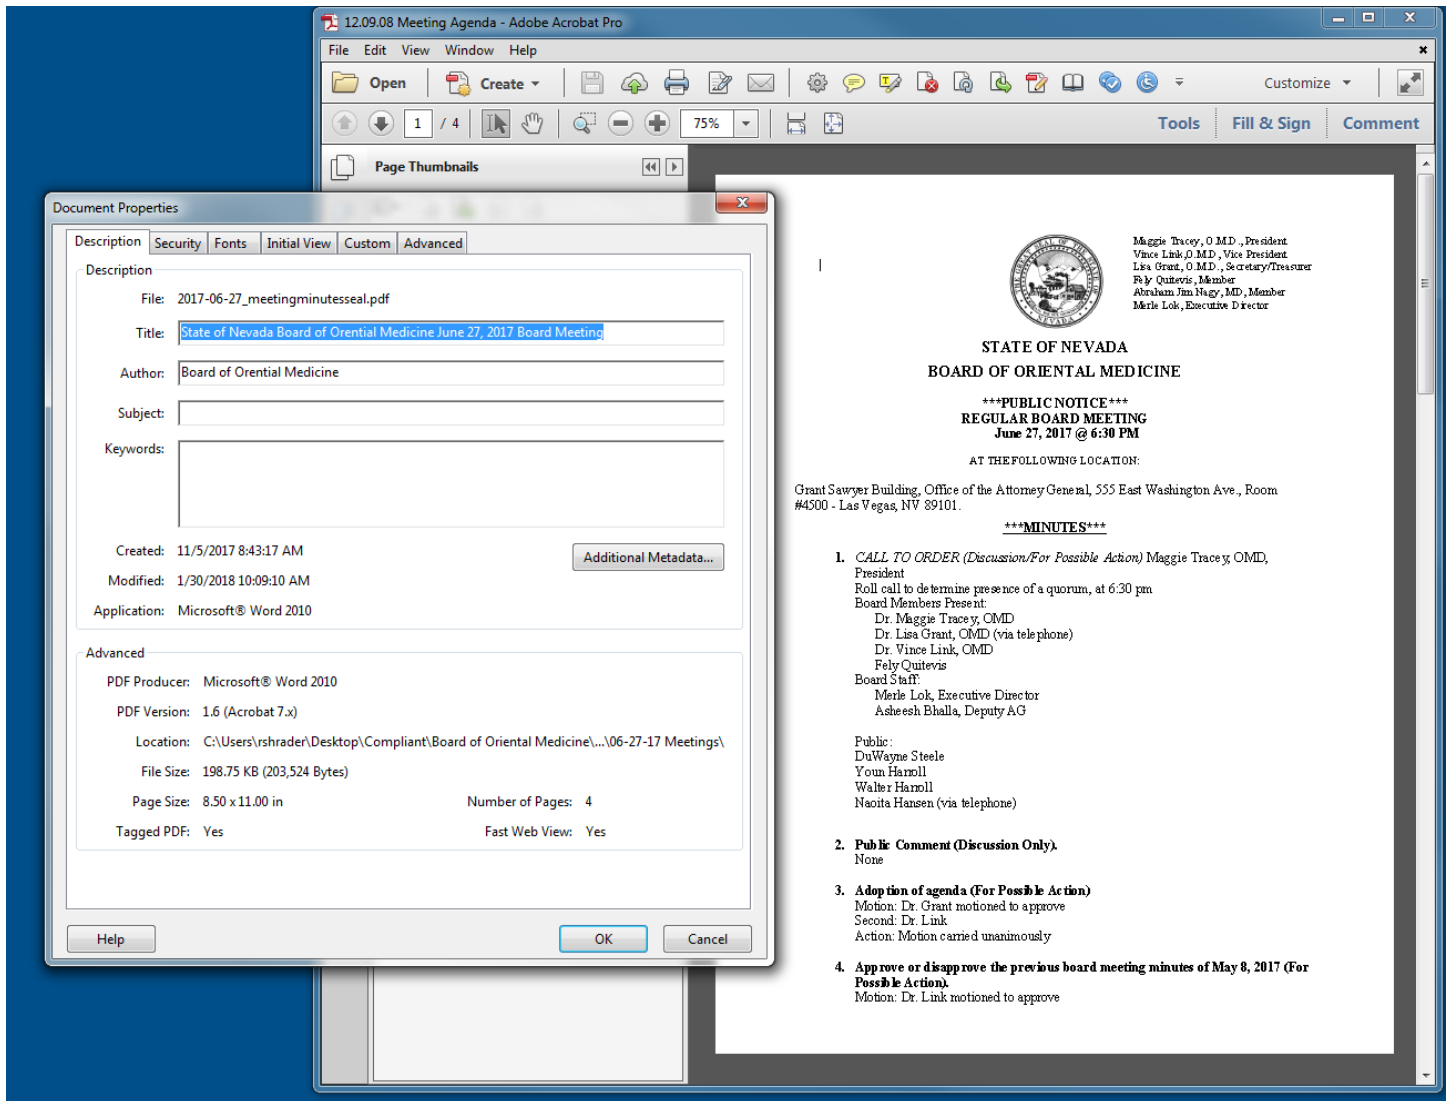 12.09.08 Meeting Agenda - Adobe Acrobat Pro
File Edit View Window Help
Open Create Customize
1 / 4 75% Tools Fill & Sign Comment
Page Thumbnails
Document Properties
Description Security Fonts Initial View Custom Advanced
Description
File: 2017-06-27_meetingminutesseal.pdf
Title: State of Nevada Board of Orential Medicine June 27, 2017 Board Meeting
Author: Board of Orential Medicine
Subject:
Keywords:
Created: 11/5/2017 8:43:17 AM
Additional Metadata...
Modified: 1/30/2018 10:09:10 AM
Application: Microsoft® Word 2010
Advanced
PDF Producer: Microsoft® Word 2010
PDF Version: 1.6 (Acrobat 7.x)
Location: C:\Users\rshrader\Desktop\Compliant\Board of Oriental Medicine\...\06-27-17 Meetings\
File Size: 198.75 KB (203,524 Bytes)
Page Size: 8.50 x 11.00 in Number of Pages: 4
Tagged PDF: Yes Fast Web View: Yes
Help OK Cancel
Maggie Tracey, O.M.D., President
Vince Link, O.M.D, Vice President
Lisa Grant, O.M.D., Secretary/Treasurer
Fely Quitevis, Member
Abraham Jim Nagy, MD, Member
Merle Lok, Executive Director
STATE OF NEVADA
BOARD OF ORIENTAL MEDICINE
***PUBLIC NOTICE***
REGULAR BOARD MEETING
June 27, 2017 @ 6:30 PM
AT THE FOLLOWING LOCATION:
Grant Sawyer Building, Office of the Attorney General, 555 East Washington Ave., Room
#4500 - Las Vegas, NV 89101.
***MINUTES***
1. CALL TO ORDER (Discussion/For Possible Action) Maggie Tracey, OMD,
President
Roll call to determine presence of a quorum, at 6:30 pm
Board Members Present:
Dr. Maggie Tracey, OMD
Dr. Lisa Grant, OMD (via telephone)
Dr. Vince Link, OMD
Fely Quitevis
Board Staff:
Merle Lok, Executive Director
Asheesh Bhalla, Deputy AG
Public:
DuWayne Steele
Youn Harroll
Walter Harroll
Naoita Hansen (via telephone)
2. Public Comment (Discussion Only).
None
3. Adoption of agenda (For Possible Action)
Motion: Dr. Grant motioned to approve
Second: Dr. Link
Action: Motion carried unanimously
4. Approve or disapprove the previous board meeting minutes of May 8, 2017 (For
Possible Action).
Motion: Dr. Link motioned to approve